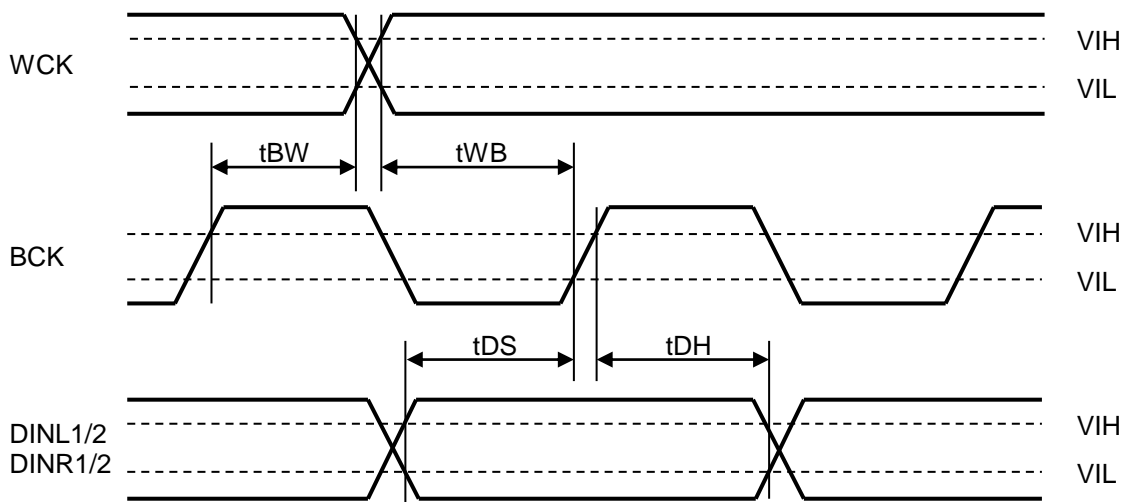 WCK
VIH
VIL
tBW
tWB
BCK
VIH
VIL
tDS
tDH
DINL1/2
DINR1/2
VIH
VIL